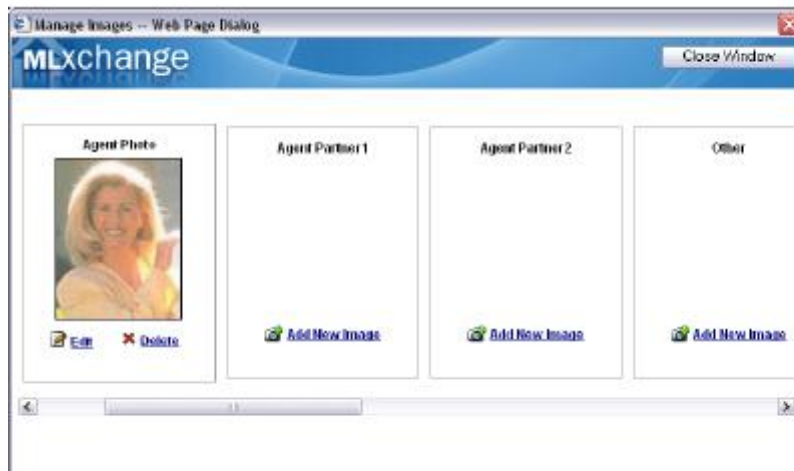 Manage Images -- Web Page Dialog
MLXchange
Close Window
Agent Photo
Agent Partner 1
Agent Partner 2
Other
Edit
Delete
Add New Image
Add New Image
Add New Image